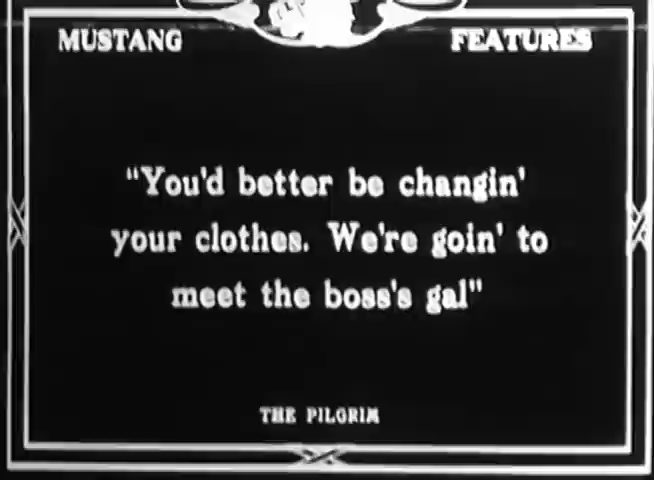 MUSTANG FEATURES
"You'd better be changin'
your clothes. We're goin' to
meet the boss's gal"
THE PILGRIM